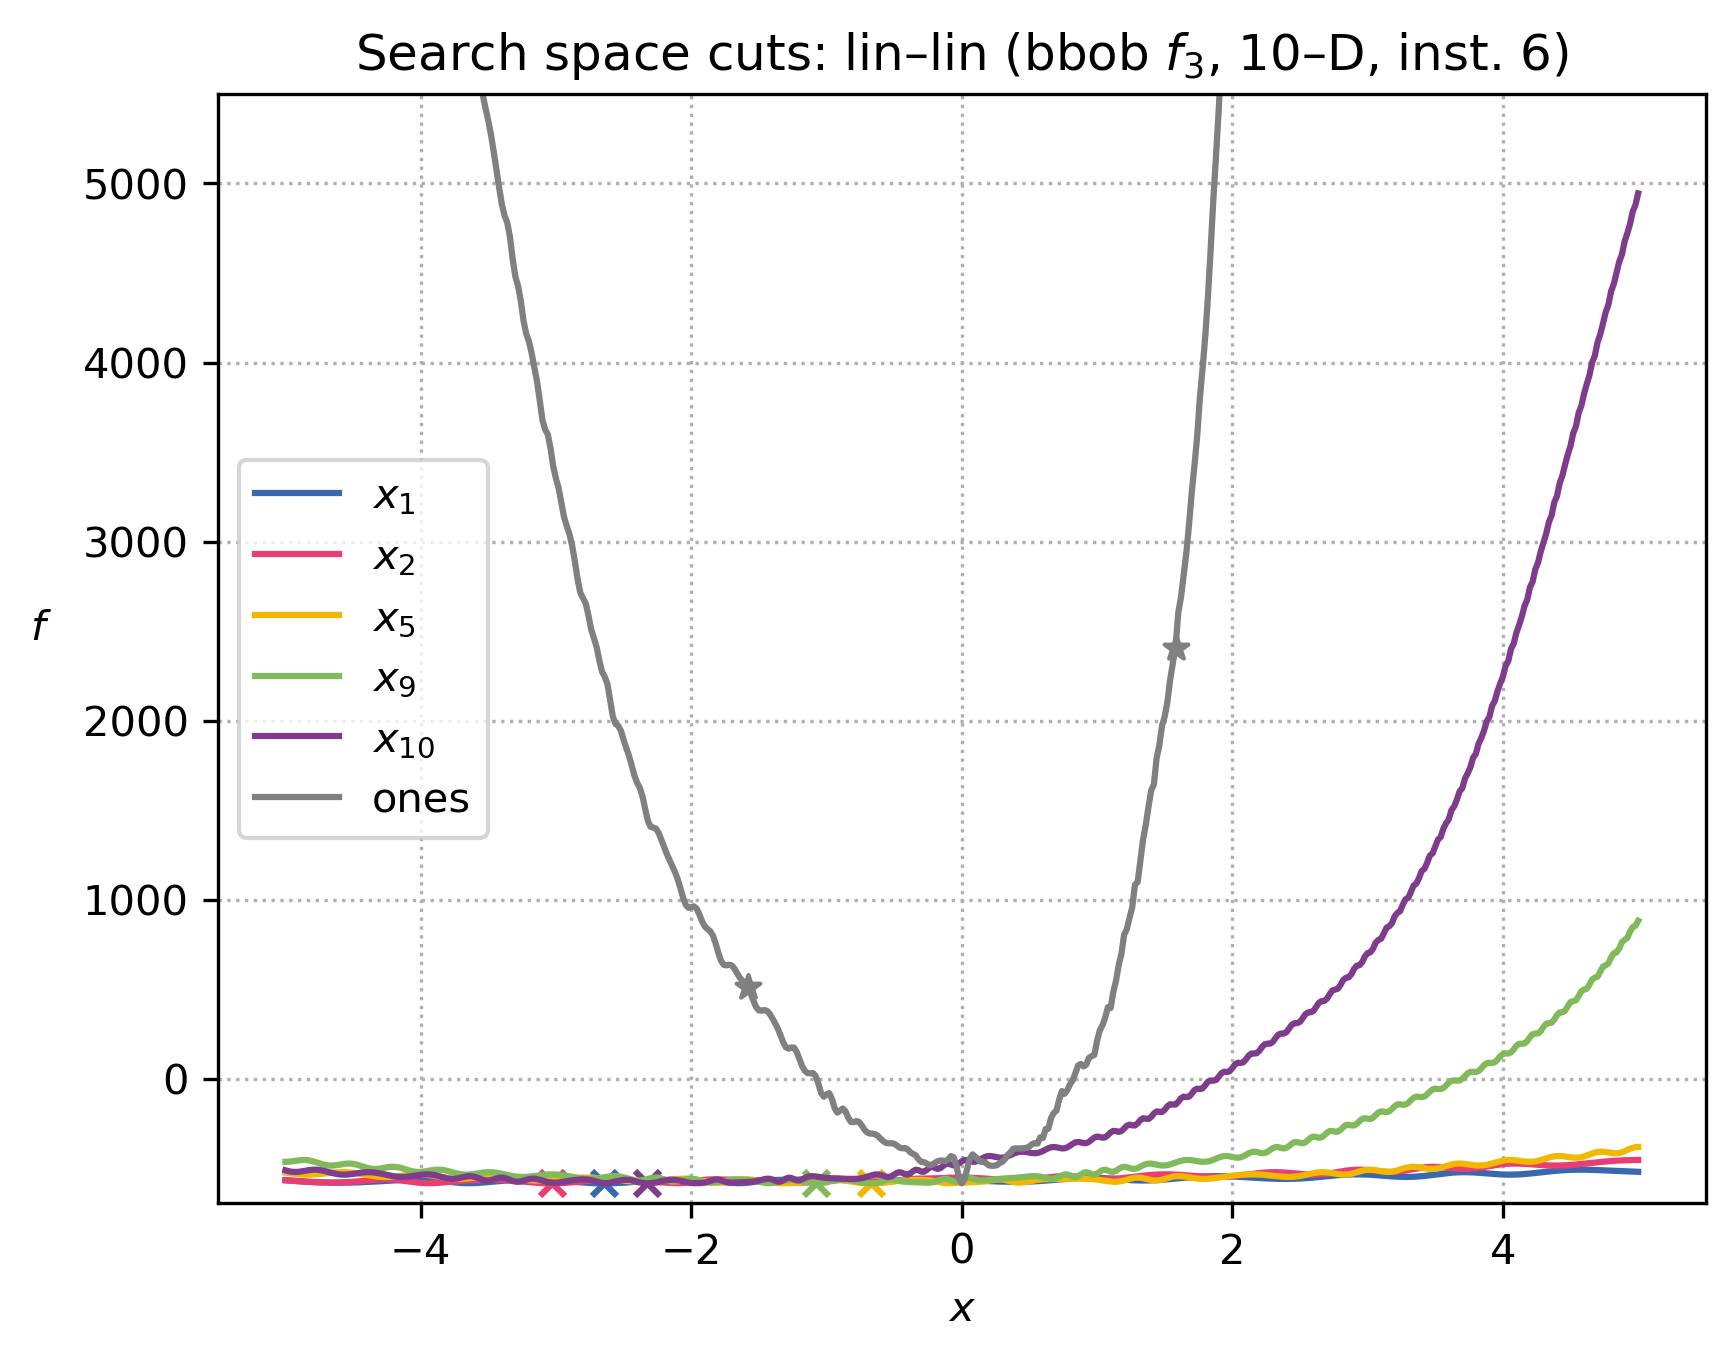 Search space cuts: lin–lin (bbob f₃, 10–D, inst. 6)
5000
4000
3000
2000
1000
0
f
x₁
x₂
x₅
x₉
x₁₀
ones
−4 −2 0 2 4
x